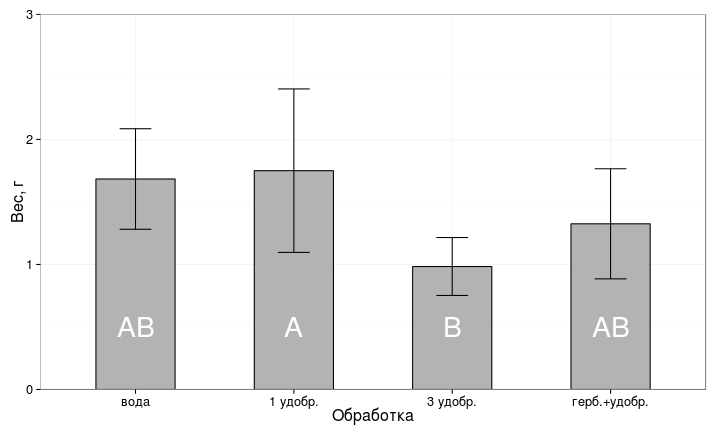 3
2
1
0
Вес, г
AB
A
B
AB
вода
1 удобр.
3 удобр.
герб.+удобр.
Обработка